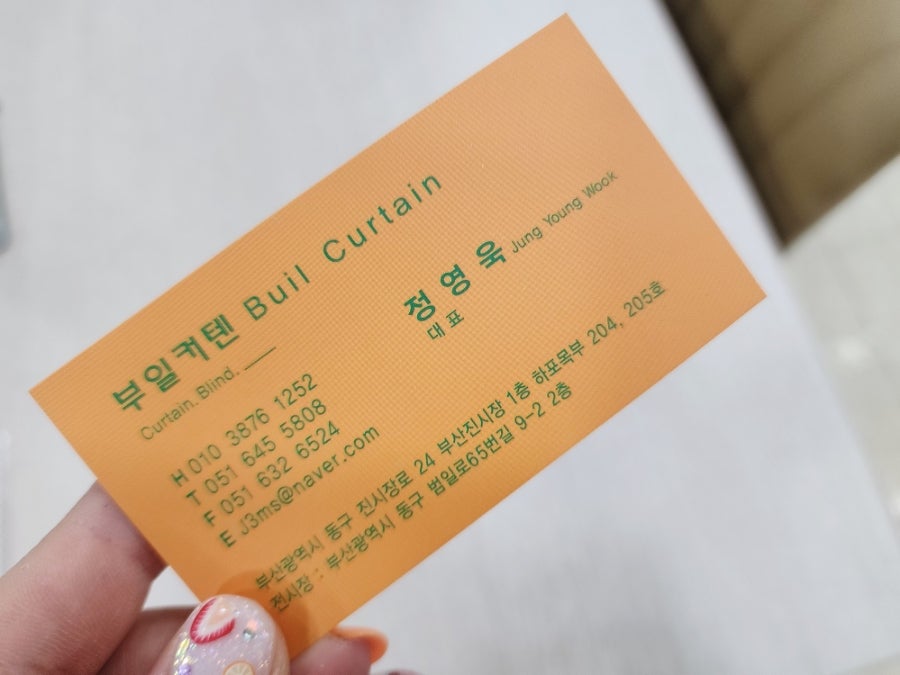 부일커텐 Buil Curtain
Curtain. Blind.
정영욱 Jung Young Wook
대표
H 010 3876 1252
T 051 645 5808
F 051 632 6524
E J3ms@naver.com
부산광역시 동구 진시장로 24 부산진시장 1층 하포목부 204, 205호
전시장 : 부산광역시 동구 범일로65번길 9-2 2층